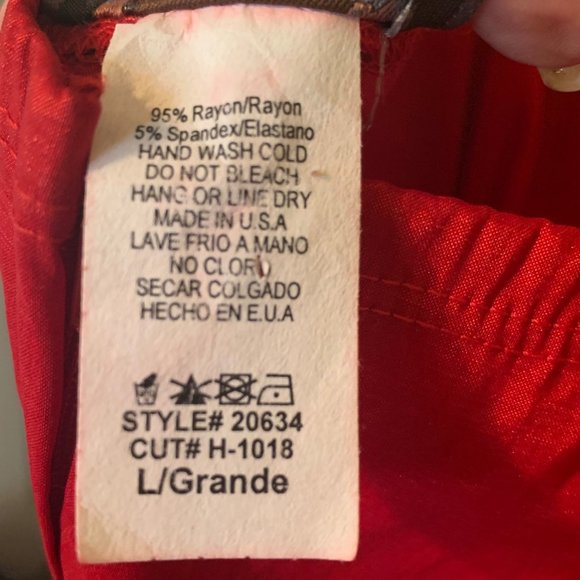 95% Rayon/Rayon
5% Spandex/Elastano
HAND WASH COLD
DO NOT BLEACH
HANG OR LINE DRY
MADE IN U.S.A
LAVE FRIO A MANO
NO CLORO
SECAR COLGADO
HECHO EN E.U.A
STYLE# 20634
CUT# H-1018
L/Grande